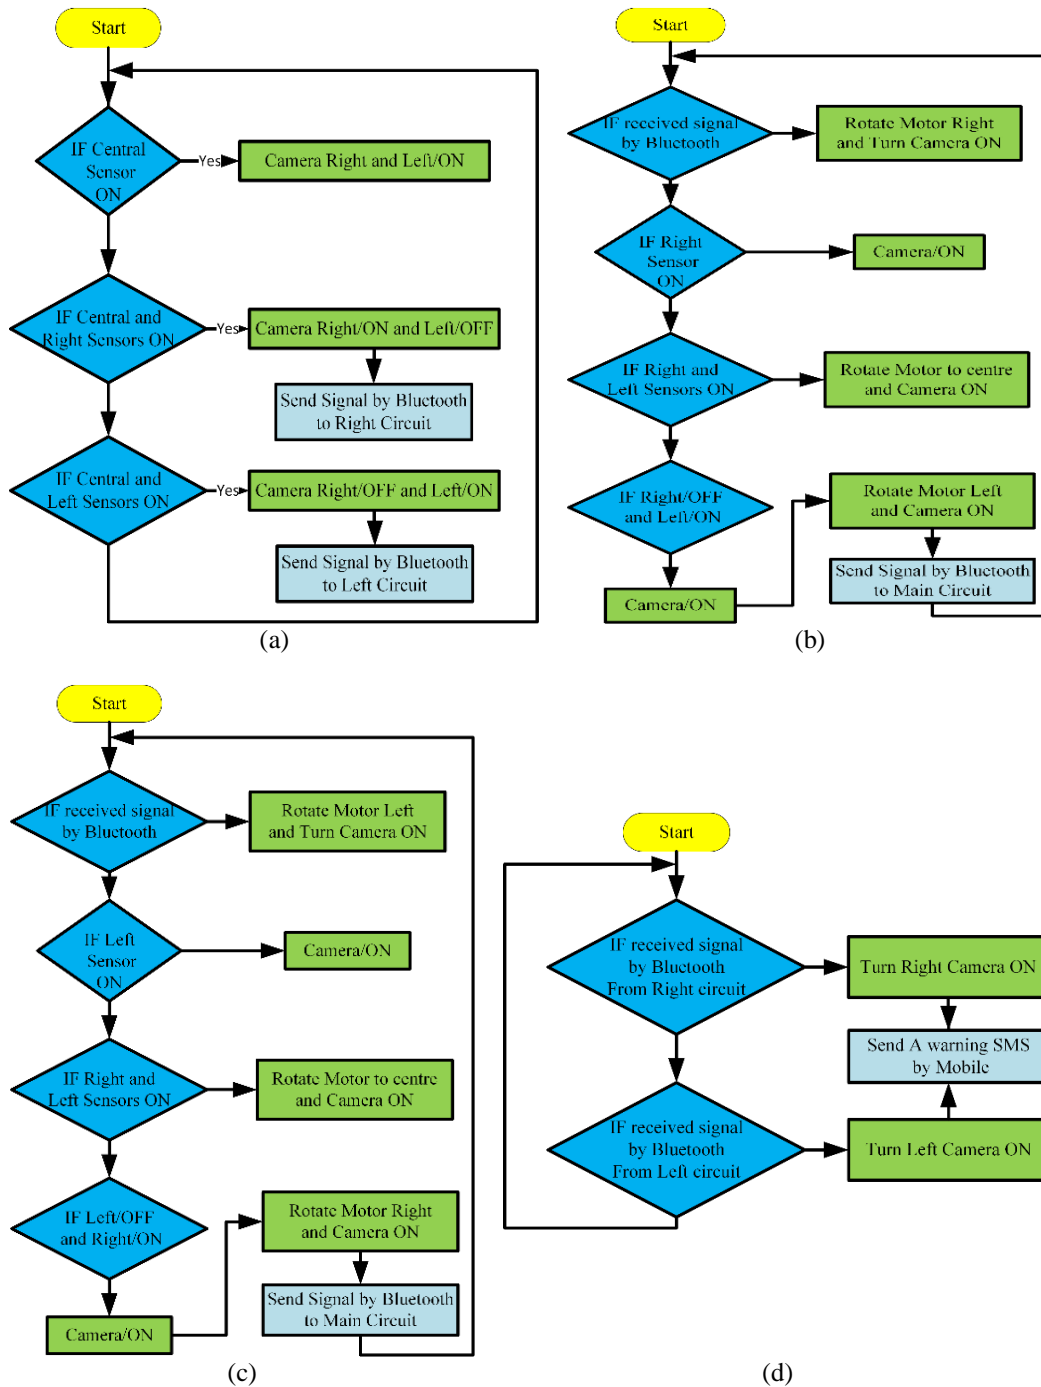 Start
IF Central
Sensor
ON
Yes
Camera Right and Left/ON
IF Central and
Right Sensors ON
Yes
Camera Right/ON and Left/OFF
Send Signal by Bluetooth
to Right Circuit
IF Central and
Left Sensors ON
Yes
Camera Right/OFF and Left/ON
Send Signal by Bluetooth
to Left Circuit
(a)
Start
IF received signal
by Bluetooth
Rotate Motor Right
and Turn Camera ON
IF Right
Sensor
ON
Camera/ON
IF Right and
Left Sensors ON
Rotate Motor to centre
and Camera ON
IF Right/OFF
and Left/ON
Rotate Motor Left
and Camera ON
Send Signal by Bluetooth
to Main Circuit
Camera/ON
(b)
Start
IF received signal
by Bluetooth
Rotate Motor Left
and Turn Camera ON
IF Left
Sensor
ON
Camera/ON
IF Right and
Left Sensors ON
Rotate Motor to centre
and Camera ON
IF Left/OFF
and Right/ON
Rotate Motor Right
and Camera ON
Send Signal by Bluetooth
to Main Circuit
Camera/ON
(c)
Start
IF received signal
by Bluetooth
From Right circuit
Turn Right Camera ON
Send A warning SMS
by Mobile
IF received signal
by Bluetooth
From Left circuit
Turn Left Camera ON
(d)